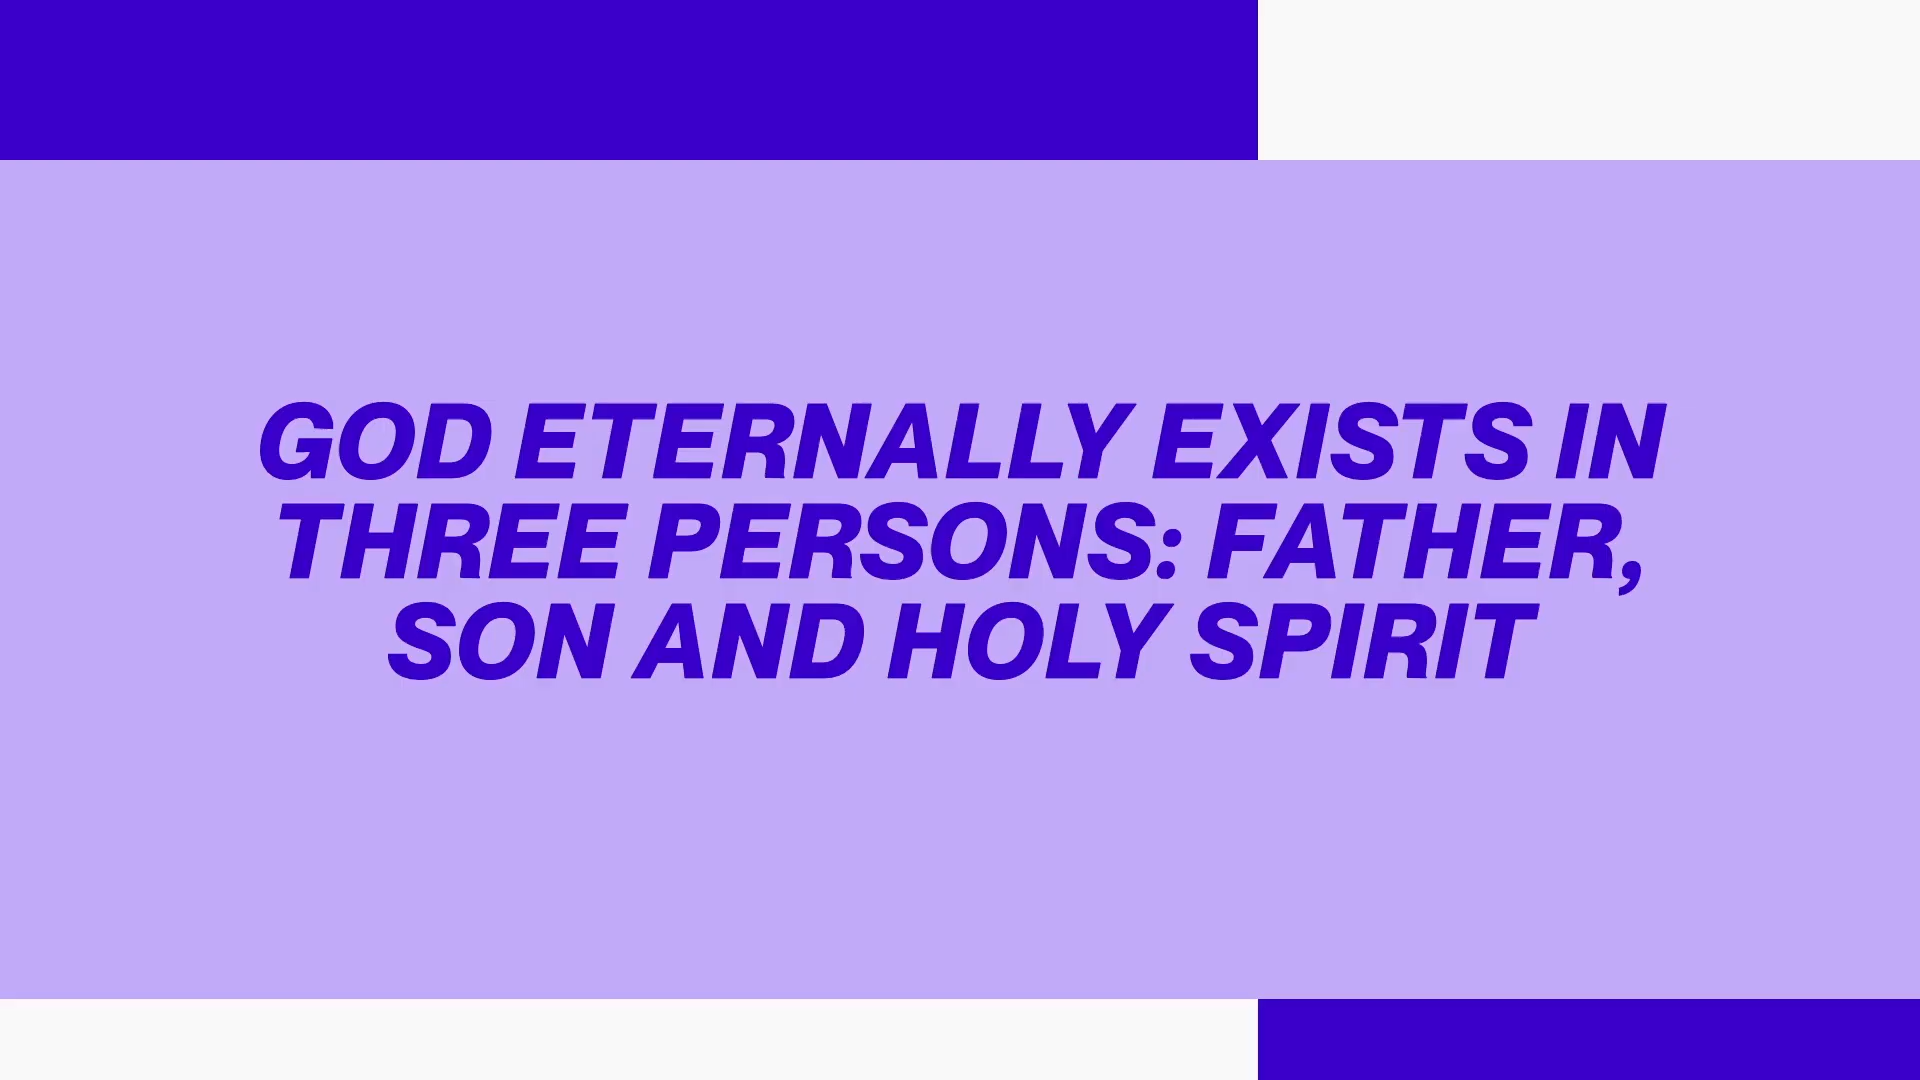 GOD ETERNALLY EXISTS IN
THREE PERSONS: FATHER,
SON AND HOLY SPIRIT